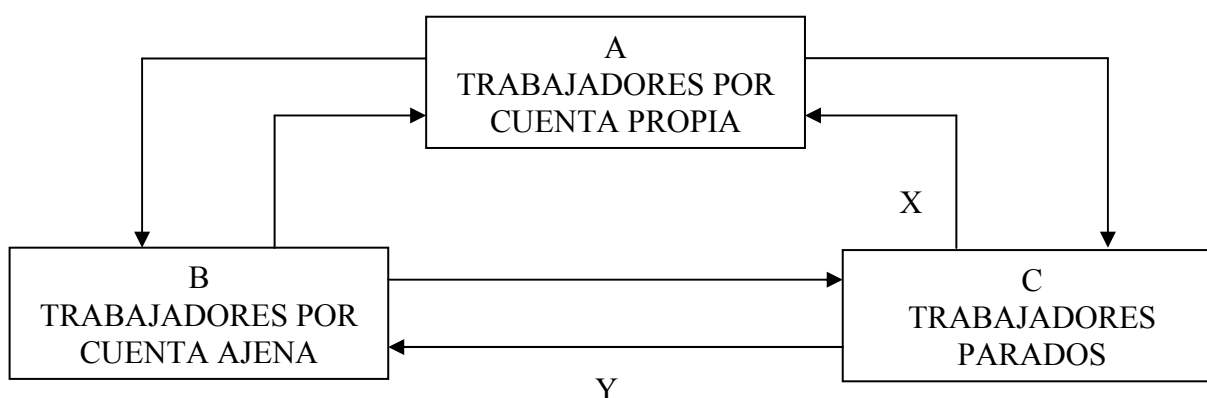 A
TRABAJADORES POR
CUENTA PROPIA
X
B
TRABAJADORES POR
CUENTA AJENA
C
TRABAJADORES
PARADOS
Y